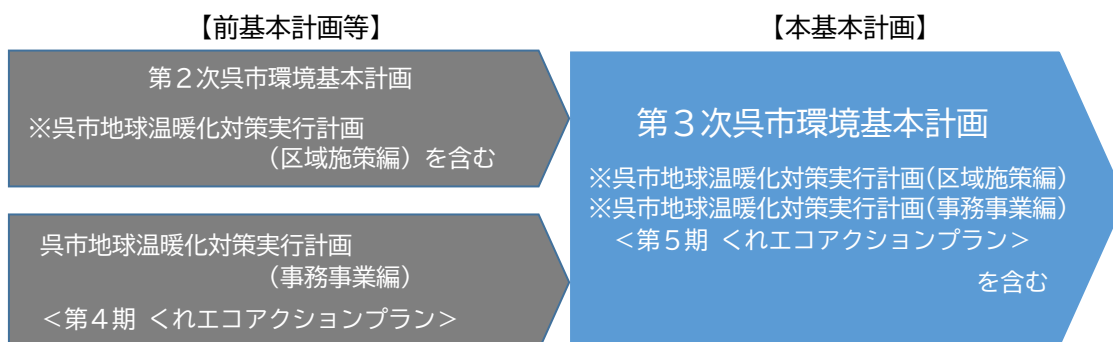 【前基本計画等】
第２次呉市環境基本計画
※呉市地球温暖化対策実行計画
（区域施策編）を含む
呉市地球温暖化対策実行計画
（事務事業編）
＜第４期 くれエコアクションプラン＞
【本基本計画】
第３次呉市環境基本計画
※呉市地球温暖化対策実行計画(区域施策編)
※呉市地球温暖化対策実行計画(事務事業編)
＜第５期 くれエコアクションプラン＞
を含む